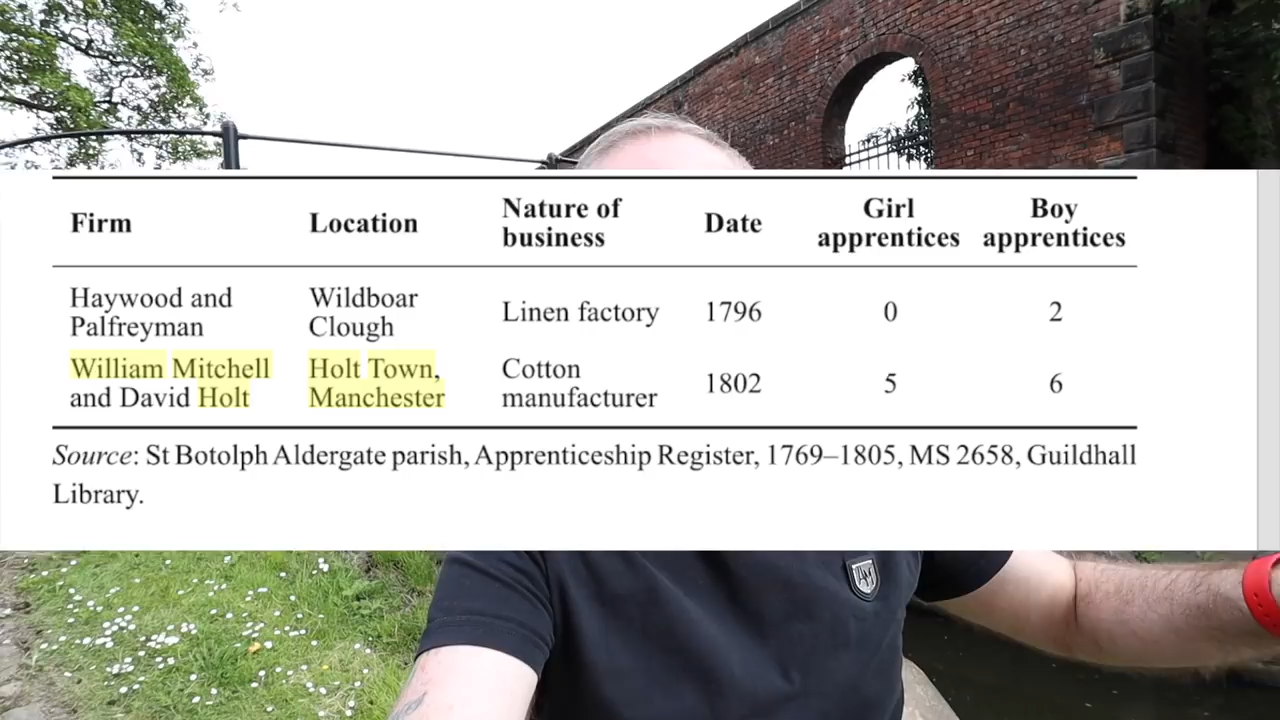 Firm Location Nature of business Date Girl apprentices Boy apprentices
Haywood and Palfreyman Wildboar Clough Linen factory 1796 0 2
William Mitchell and David Holt Holt Town, Manchester Cotton manufacturer 1802 5 6
Source: St Botolph Aldergate parish, Apprenticeship Register, 1769–1805, MS 2658, Guildhall
Library.
AM